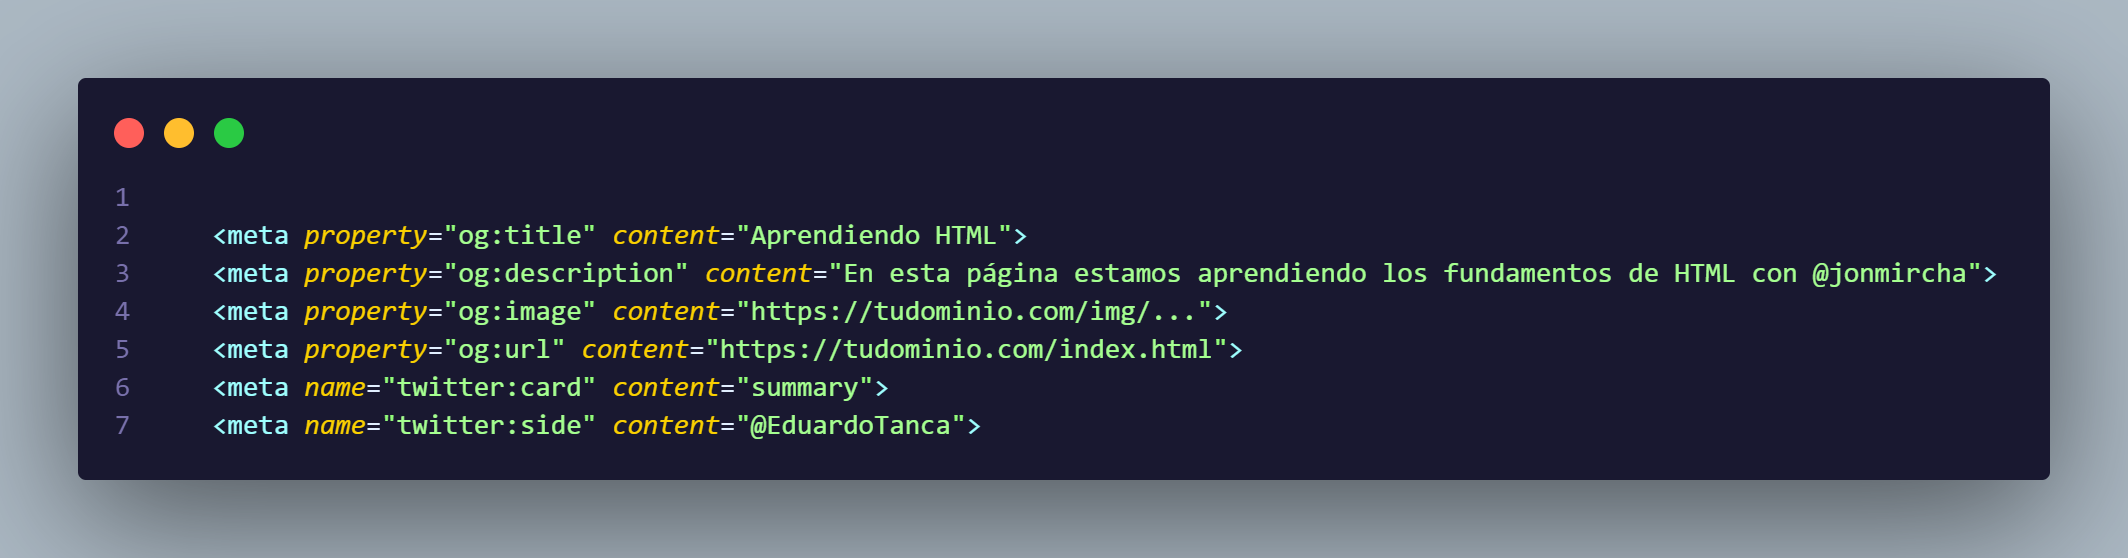 1
2 <meta property="og:title" content="Aprendiendo HTML">
3 <meta property="og:description" content="En esta página estamos aprendiendo los fundamentos de HTML con @jonmircha">
4 <meta property="og:image" content="https://tudominio.com/img/...">
5 <meta property="og:url" content="https://tudominio.com/index.html">
6 <meta name="twitter:card" content="summary">
7 <meta name="twitter:side" content="@EduardoTanca">